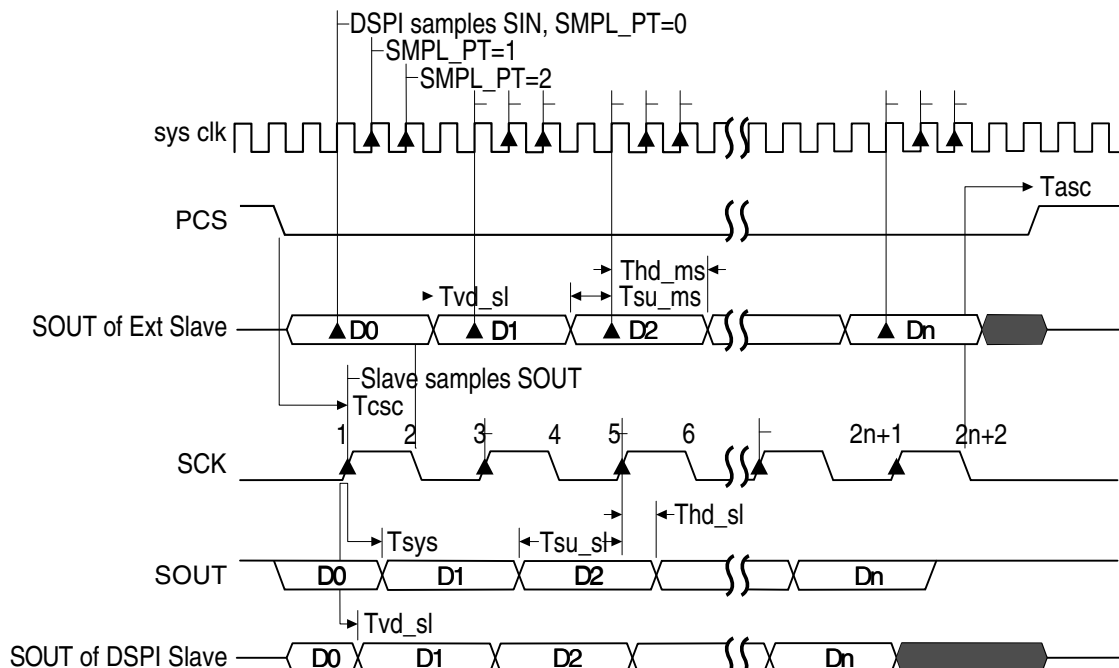 DSPI samples SIN, SMPL_PT=0
SMPL_PT=1
SMPL_PT=2
sys clk
Tasc
PCS
Thd_ms
Tvd_sl
Tsu_ms
SOUT of Ext Slave
D0
D1
D2
Dn
Slave samples SOUT
Tcsc
1
2
3
4
5
6
2n+1
2n+2
SCK
Thd_sl
Tsys
Tsu_sl
SOUT
D0
D1
D2
Dn
Tvd_sl
SOUT of DSPI Slave
D0
D1
D2
Dn